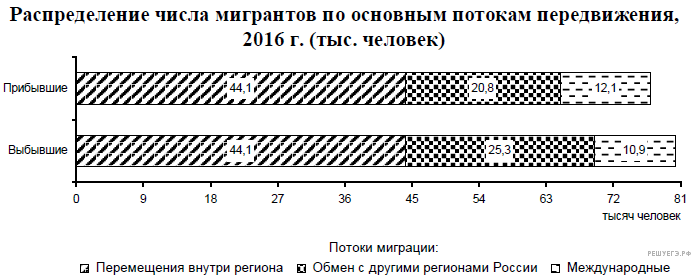 Распределение числа мигрантов по основным потокам передвижения,
2016 г. (тыс. человек)
Прибывшие 44,1 20,8 12,1
Выбывшие 44,1 25,3 10,9
0 9 18 27 36 45 54 63 72 81
тысяч человек
Потоки миграции:
Перемещения внутри региона Обмен с другими регионами России Международные
РЕШУЕГЭ.РФ